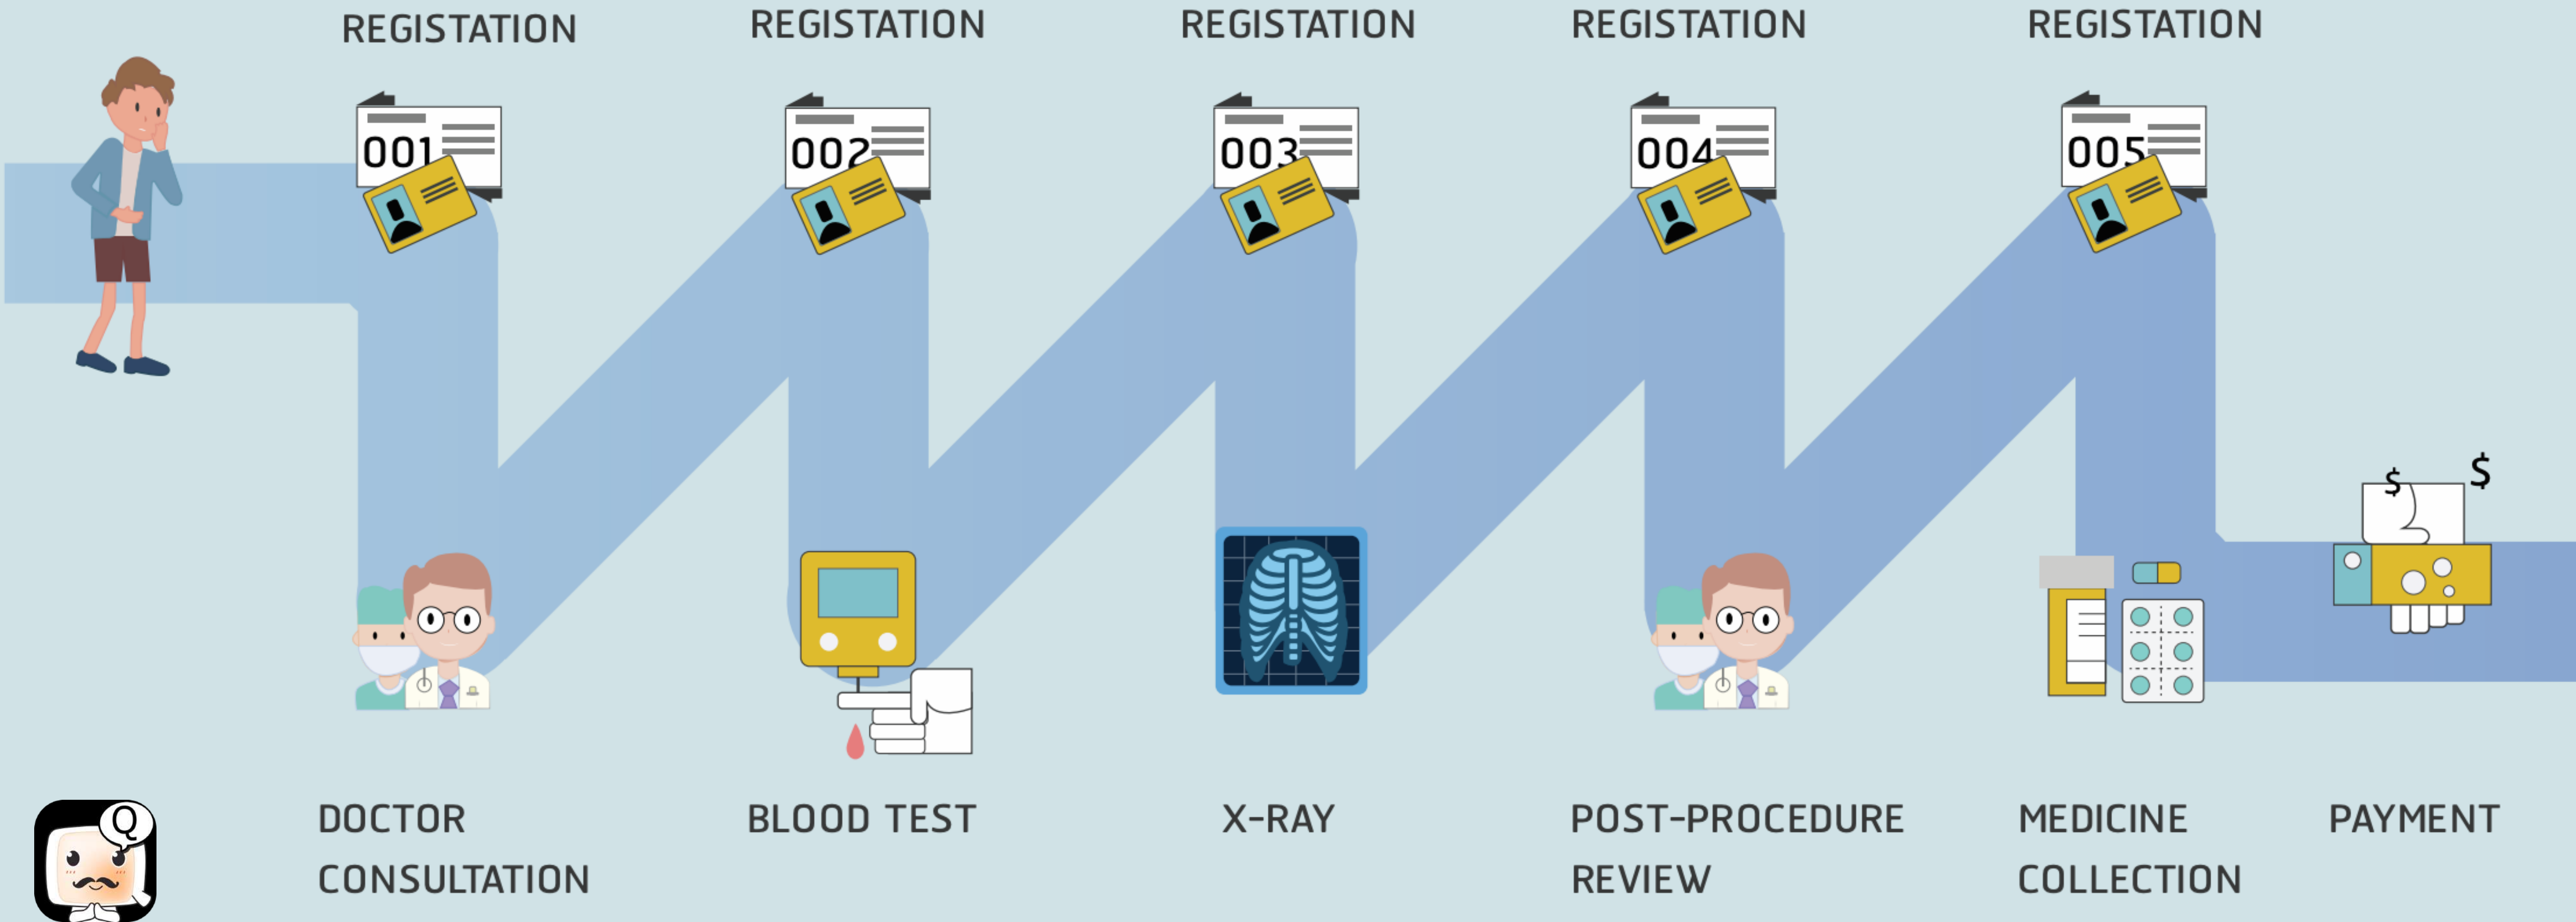 REGISTATION
REGISTATION
REGISTATION
REGISTATION
REGISTATION
001
002
003
004
005
$
$
DOCTOR
CONSULTATION
BLOOD TEST
X-RAY
POST-PROCEDURE
REVIEW
MEDICINE
COLLECTION
PAYMENT
Q